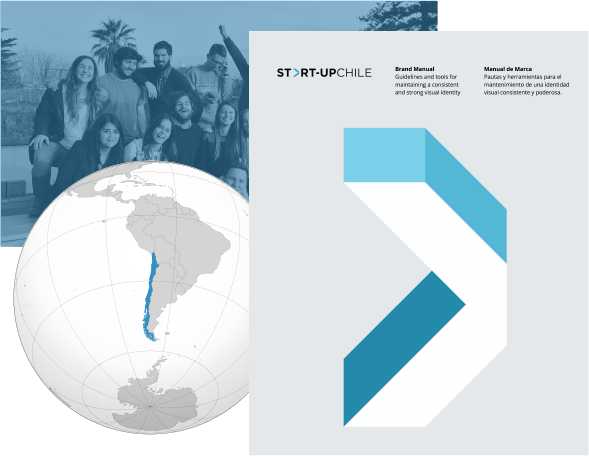 ST>RT-UPCHILE
Brand Manual
Guidelines and tools for
maintaining a consistent
and strong visual identity
Manual de Marca
Pautas y herramientas para el
mantenimiento de una identidad
visual consistente y poderosa.